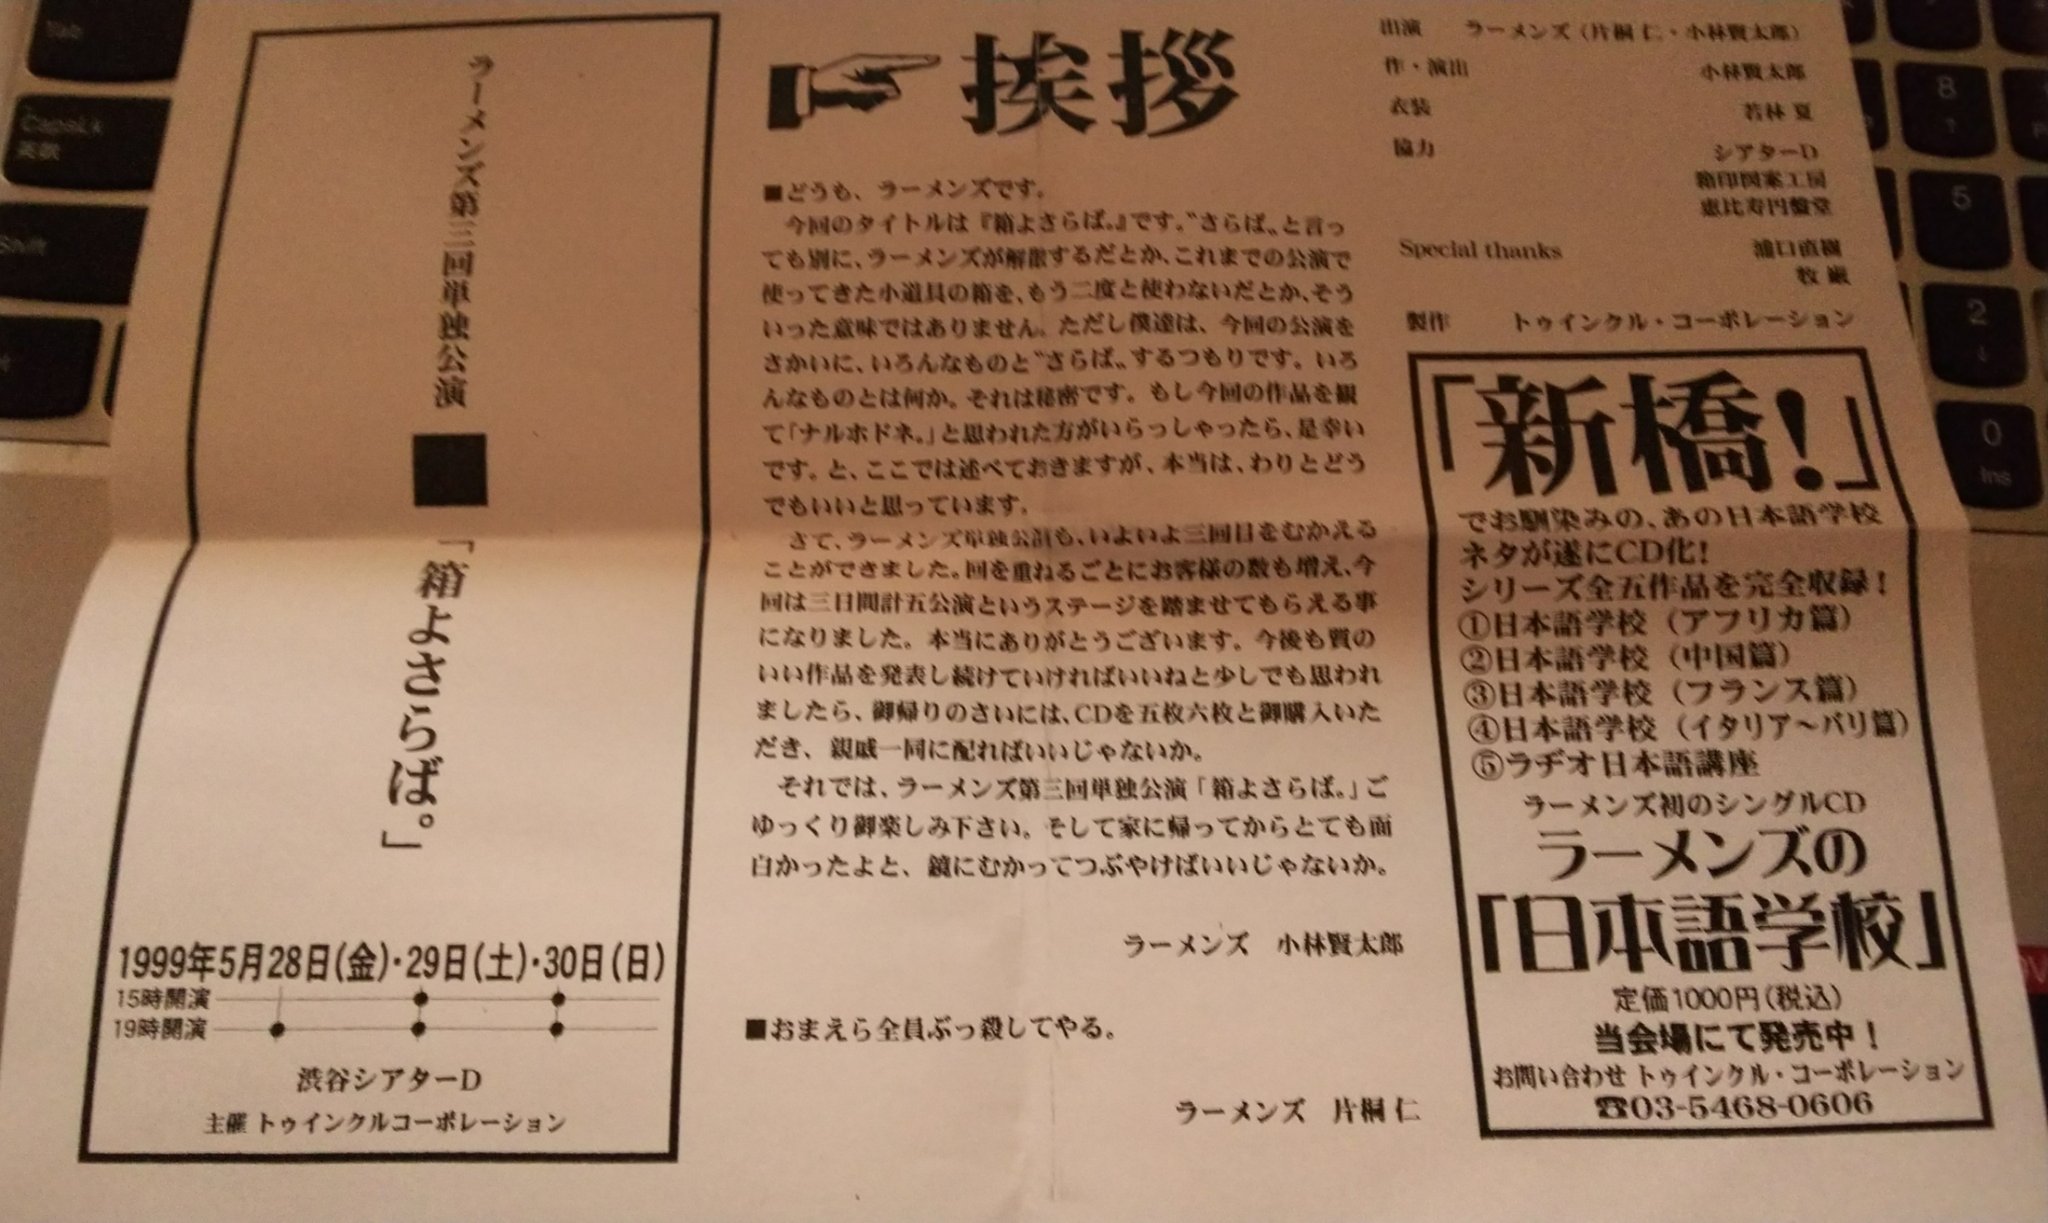 ラーメンズ第三回単独公演 ■ 「箱よさらば。」
1999年5月28日(金)・29日(土)・30日(日)
15時開演
19時開演
渋谷シアターD
主催 トゥインクルコーポレーション
☞挨拶
■どうも、ラーメンズです。
今回のタイトルは『箱よさらば。』です。〝さらば〟と言っ
ても別に、ラーメンズが解散するだとか、これまでの公演で
使ってきた小道具の箱を、もう二度と使わないだとか、そう
いった意味ではありません。ただし僕達は、今回の公演を
さかいに、いろんなものと〝さらば〟するつもりです。いろ
んなものとは何か。それは秘密です。もし今回の作品を観
て「ナルホドネ。」と思われた方がいらっしゃったら、是幸い
です。と、ここでは述べておきますが、本当は、わりとどう
でもいいと思っています。
さて、ラーメンズ単独公演も、いよいよ三回目をむかえる
ことができました。回を重ねるごとにお客様の数も増え、今
回は三日間計五公演というステージを踏ませてもらえる事
になりました。本当にありがとうございます。今後も質の
いい作品を発表し続けていければいいねと少しでも思われ
ましたら、御帰りのさいには、CDを五枚六枚と御購入いた
だき、親戚一同に配ればいいじゃないか。
それでは、ラーメンズ第三回単独公演「箱よさらば。」ご
ゆっくり御楽しみ下さい。そして家に帰ってからとても面
白かったよと、鏡にむかってつぶやけばいいじゃないか。
ラーメンズ 小林賢太郎
■おまえら全員ぶっ殺してやる。
ラーメンズ 片桐 仁
出演 ラーメンズ（片桐 仁・小林賢太郎）
作・演出 小林賢太郎
衣装 若林 夏
協力 シアターD
箱印図案工房
恵比寿円盤堂
Special thanks 浦口直樹
牧 巌
製作 トゥインクル・コーポレーション
「新橋！」
でお馴染みの、あの日本語学校
ネタが遂にCD化！
シリーズ全五作品を完全収録！
①日本語学校（アフリカ篇）
②日本語学校（中国篇）
③日本語学校（フランス篇）
④日本語学校（イタリア〜バリ篇）
⑤ラヂオ日本語講座
ラーメンズ初のシングルCD
ラーメンズの
「日本語学校」
定価1000円（税込）
当会場にて発売中！
お問い合わせ トゥインクル・コーポレーション
☎03-5468-0606
CapsLk
英数
Shift
8
5
2
0
Ins